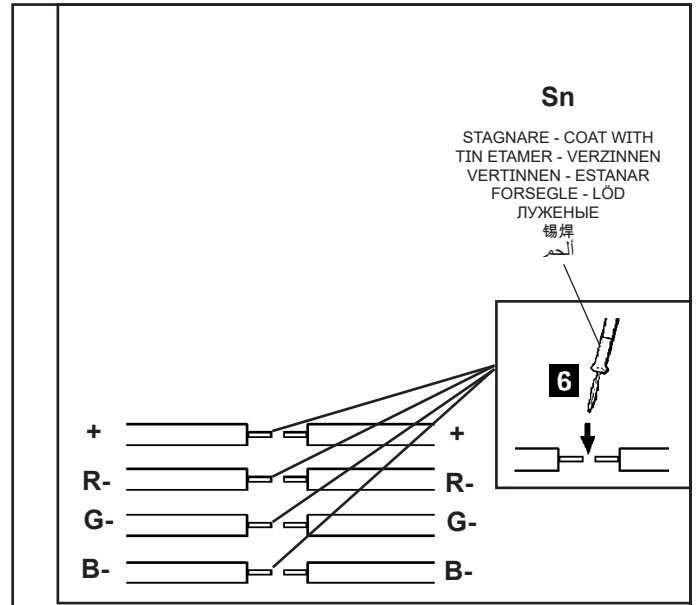 Sn
STAGNARE - COAT WITH
TIN ETAMER - VERZINNEN
VERTINNEN - ESTANAR
FORSEGLE - LÖD
ЛУЖЕНЫЕ
锡焊
ألحم
6
+ +
R- R-
G- G-
B- B-